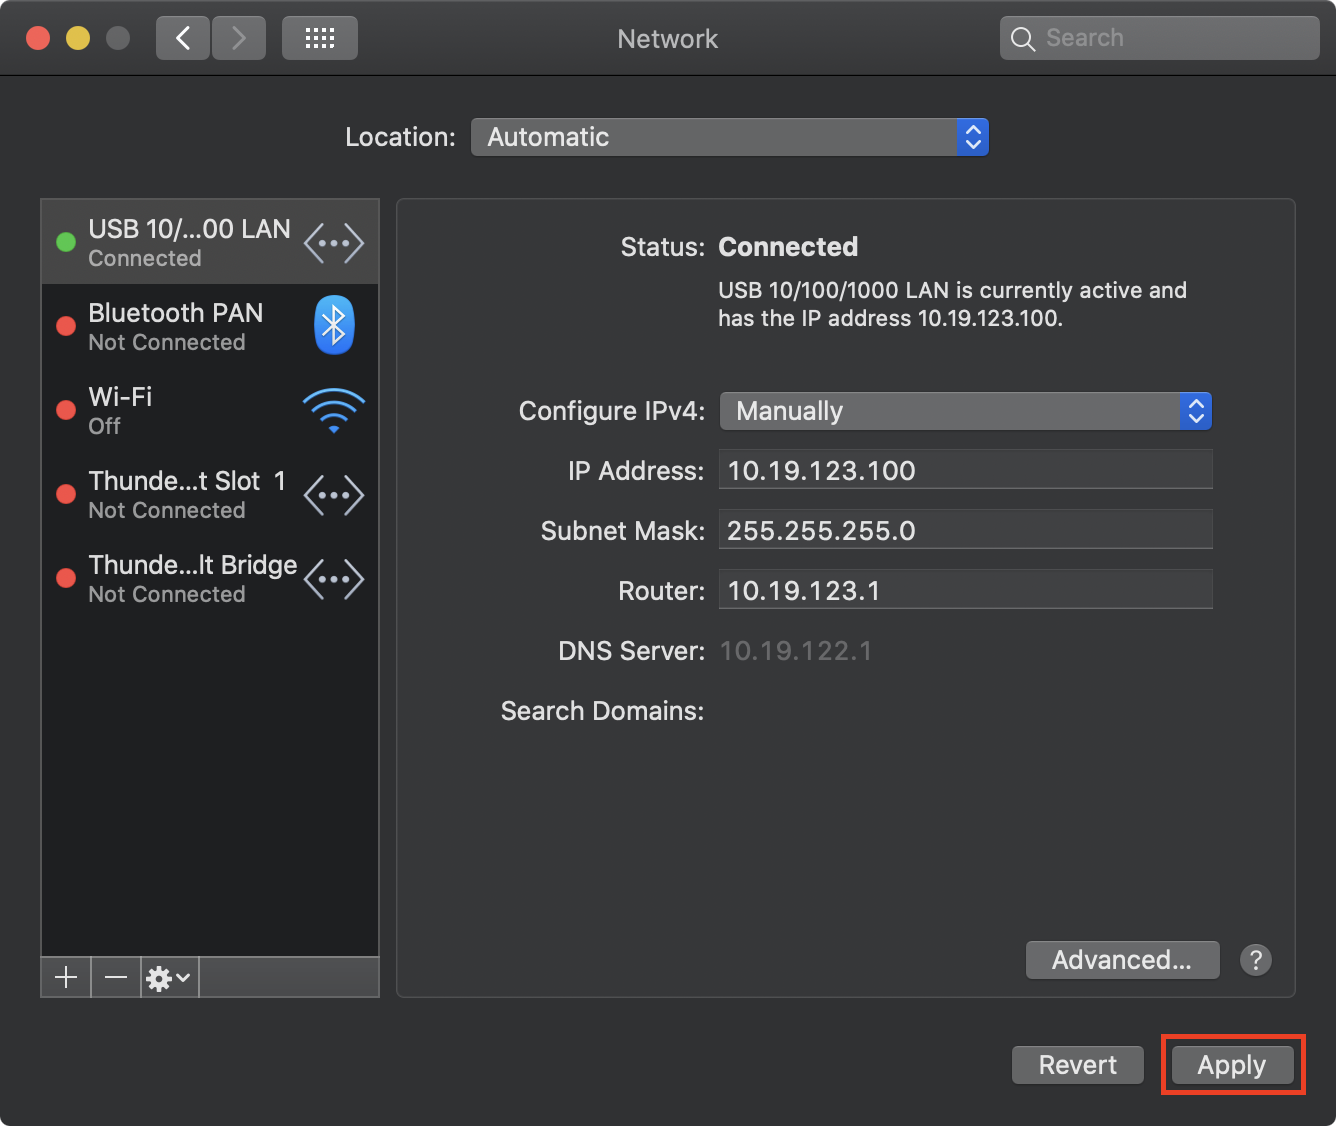 Network
Search
Location: Automatic
USB 10/...00 LAN
Connected
Bluetooth PAN
Not Connected
Wi-Fi
Off
Thunde...t Slot 1
Not Connected
Thunde...lt Bridge
Not Connected
Status: Connected
USB 10/100/1000 LAN is currently active and
has the IP address 10.19.123.100.
Configure IPv4: Manually
IP Address: 10.19.123.100
Subnet Mask: 255.255.255.0
Router: 10.19.123.1
DNS Server: 10.19.122.1
Search Domains:
Advanced... ?
Revert Apply